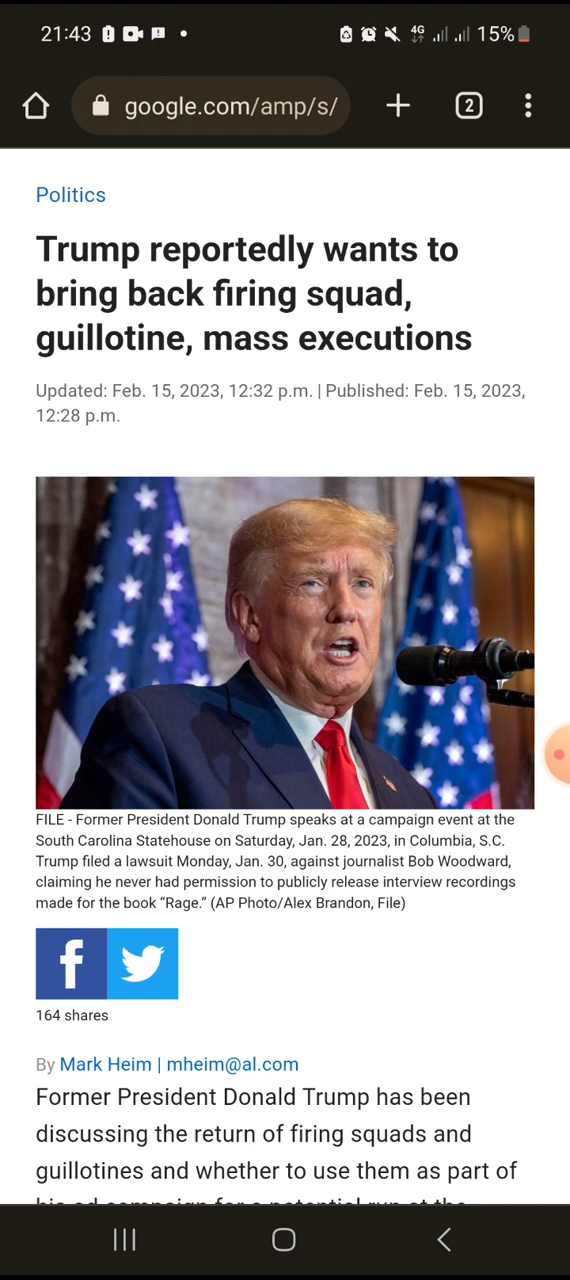 21:43 4G 15%
google.com/amp/s/ 2
Politics
Trump reportedly wants to
bring back firing squad,
guillotine, mass executions
Updated: Feb. 15, 2023, 12:32 p.m. | Published: Feb. 15, 2023,
12:28 p.m.
FILE - Former President Donald Trump speaks at a campaign event at the
South Carolina Statehouse on Saturday, Jan. 28, 2023, in Columbia, S.C.
Trump filed a lawsuit Monday, Jan. 30, against journalist Bob Woodward,
claiming he never had permission to publicly release interview recordings
made for the book “Rage.” (AP Photo/Alex Brandon, File)
164 shares
By Mark Heim | mheim@al.com
Former President Donald Trump has been
discussing the return of firing squads and
guillotines and whether to use them as part of